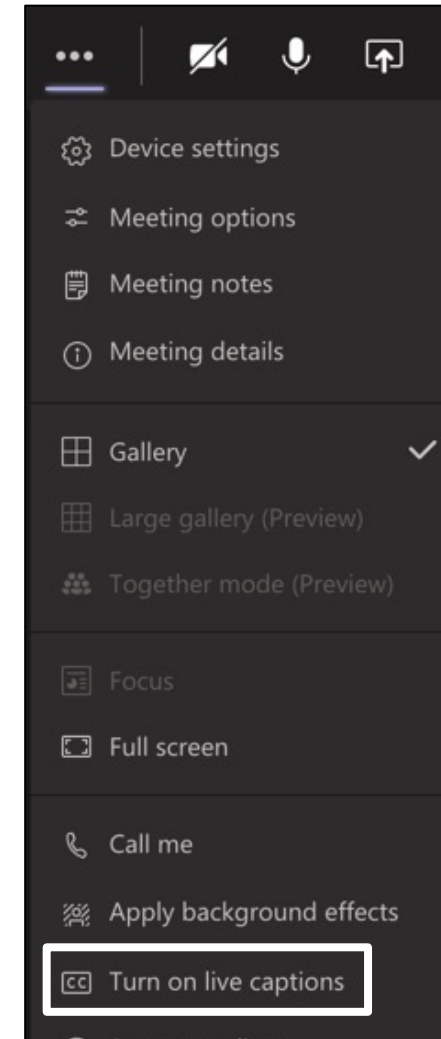 Device settings
Meeting options
Meeting notes
Meeting details
Gallery
Large gallery (Preview)
Together mode (Preview)
Focus
Full screen
Call me
Apply background effects
CC Turn on live captions